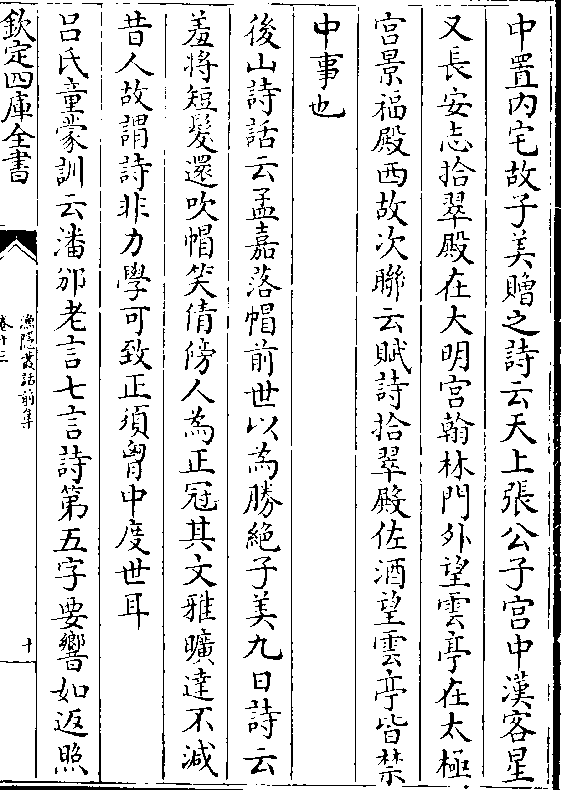 中置内宅故子美贈之詩云天上張公子宫中漢客星
又長安志拾翠殿在大明宫翰林門外望雲亭在太極
宫景福殿西故次聯云賦詩拾翠殿佐酒望雲亭皆禁
中事也
後山詩話云孟嘉落帽前世以為勝絶子美九日詩云
羞將短髮還吹帽笑倩傍人為正冠其文雅曠達不減
昔人故謂詩非力學可致正須胷中度世耳
吕氏童蒙訓云潘邠老言七言詩第五字要響如返照
欽定四庫全書
漁隱叢話前集
卷十三
十